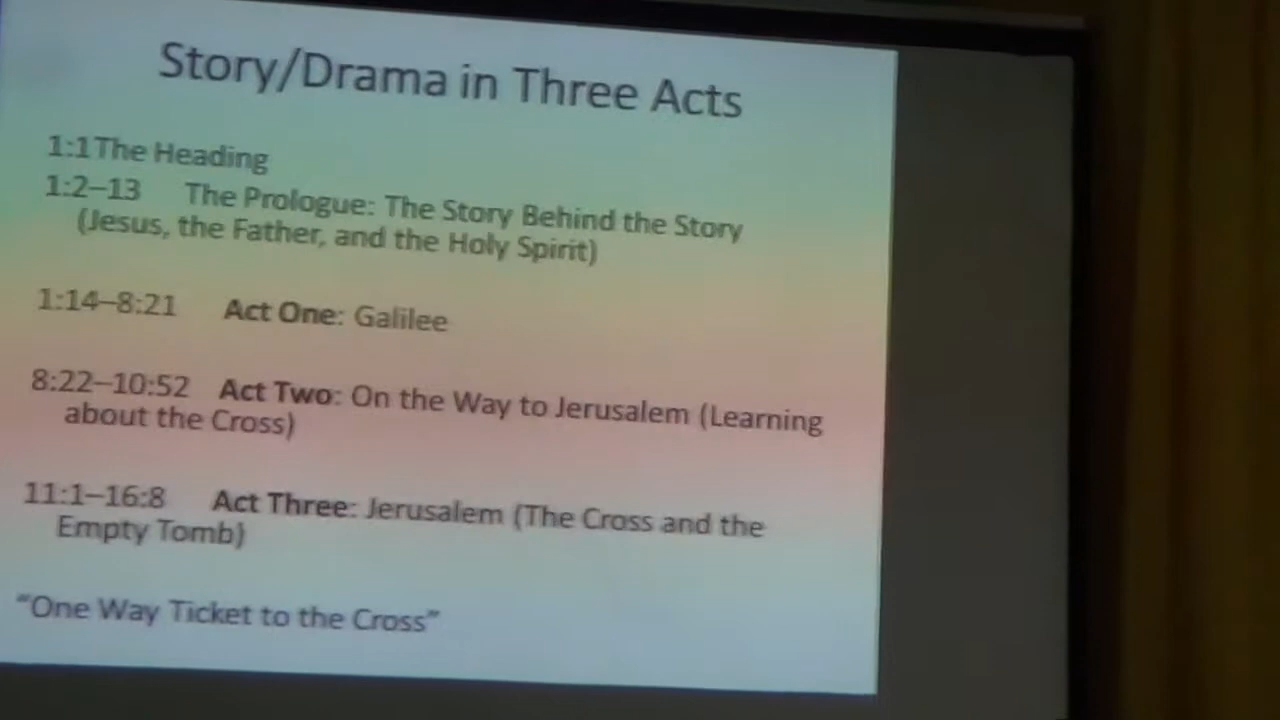 Story/Drama in Three Acts
1:1 The Heading
1:2–13 The Prologue: The Story Behind the Story
(Jesus, the Father, and the Holy Spirit)
1:14–8:21 Act One: Galilee
8:22–10:52 Act Two: On the Way to Jerusalem (Learning
about the Cross)
11:1–16:8 Act Three: Jerusalem (The Cross and the
Empty Tomb)
“One Way Ticket to the Cross”